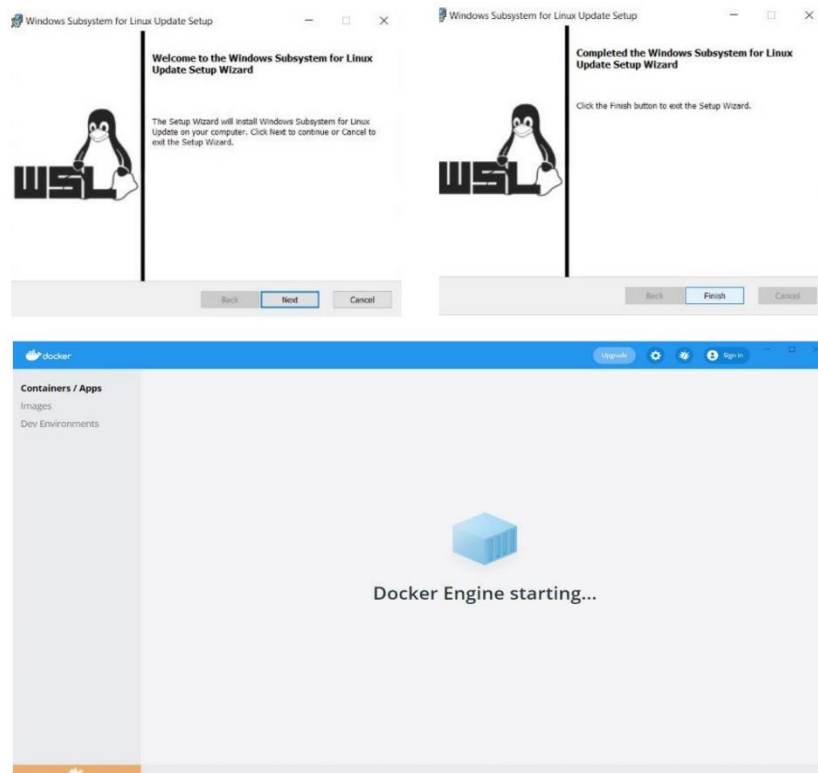 Windows Subsystem for Linux Update Setup
Welcome to the Windows Subsystem for Linux
Update Setup Wizard
The Setup Wizard will install Windows Subsystem for Linux
Update on your computer. Click Next to continue or Cancel to
exit the Setup Wizard.
WSL
Back Next Cancel
Windows Subsystem for Linux Update Setup
Completed the Windows Subsystem for Linux
Update Setup Wizard
Click the Finish button to exit the Setup Wizard.
WSL
Back Finish Cancel
docker
Upgrade Sign in
Containers / Apps
Images
Dev Environments
Docker Engine starting...